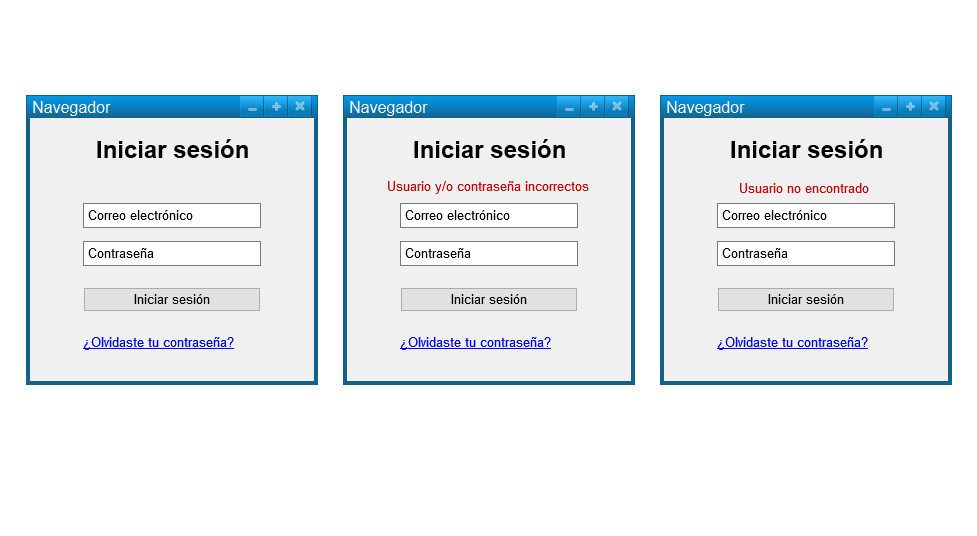 Navegador
Iniciar sesión
Correo electrónico
Contraseña
Iniciar sesión
¿Olvidaste tu contraseña?
Navegador
Iniciar sesión
Usuario y/o contraseña incorrectos
Correo electrónico
Contraseña
Iniciar sesión
¿Olvidaste tu contraseña?
Navegador
Iniciar sesión
Usuario no encontrado
Correo electrónico
Contraseña
Iniciar sesión
¿Olvidaste tu contraseña?